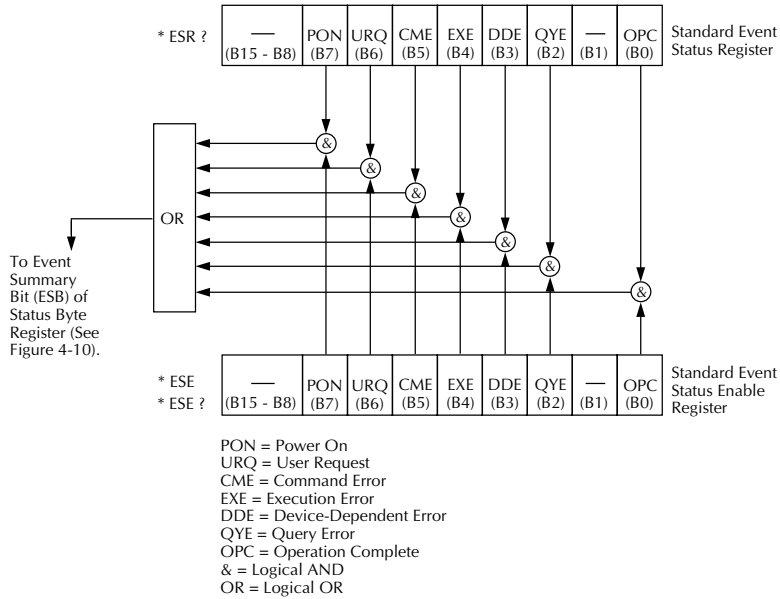 * ESR ?
— PON URQ CME EXE DDE QYE — OPC
(B15 - B8) (B7) (B6) (B5) (B4) (B3) (B2) (B1) (B0)
Standard Event
Status Register
&
&
&
&
&
&
&
OR
To Event
Summary
Bit (ESB) of
Status Byte
Register (See
Figure 4-10).
* ESE
* ESE ?
— PON URQ CME EXE DDE QYE — OPC
(B15 - B8) (B7) (B6) (B5) (B4) (B3) (B2) (B1) (B0)
Standard Event
Status Enable
Register
PON = Power On
URQ = User Request
CME = Command Error
EXE = Execution Error
DDE = Device-Dependent Error
QYE = Query Error
OPC = Operation Complete
& = Logical AND
OR = Logical OR